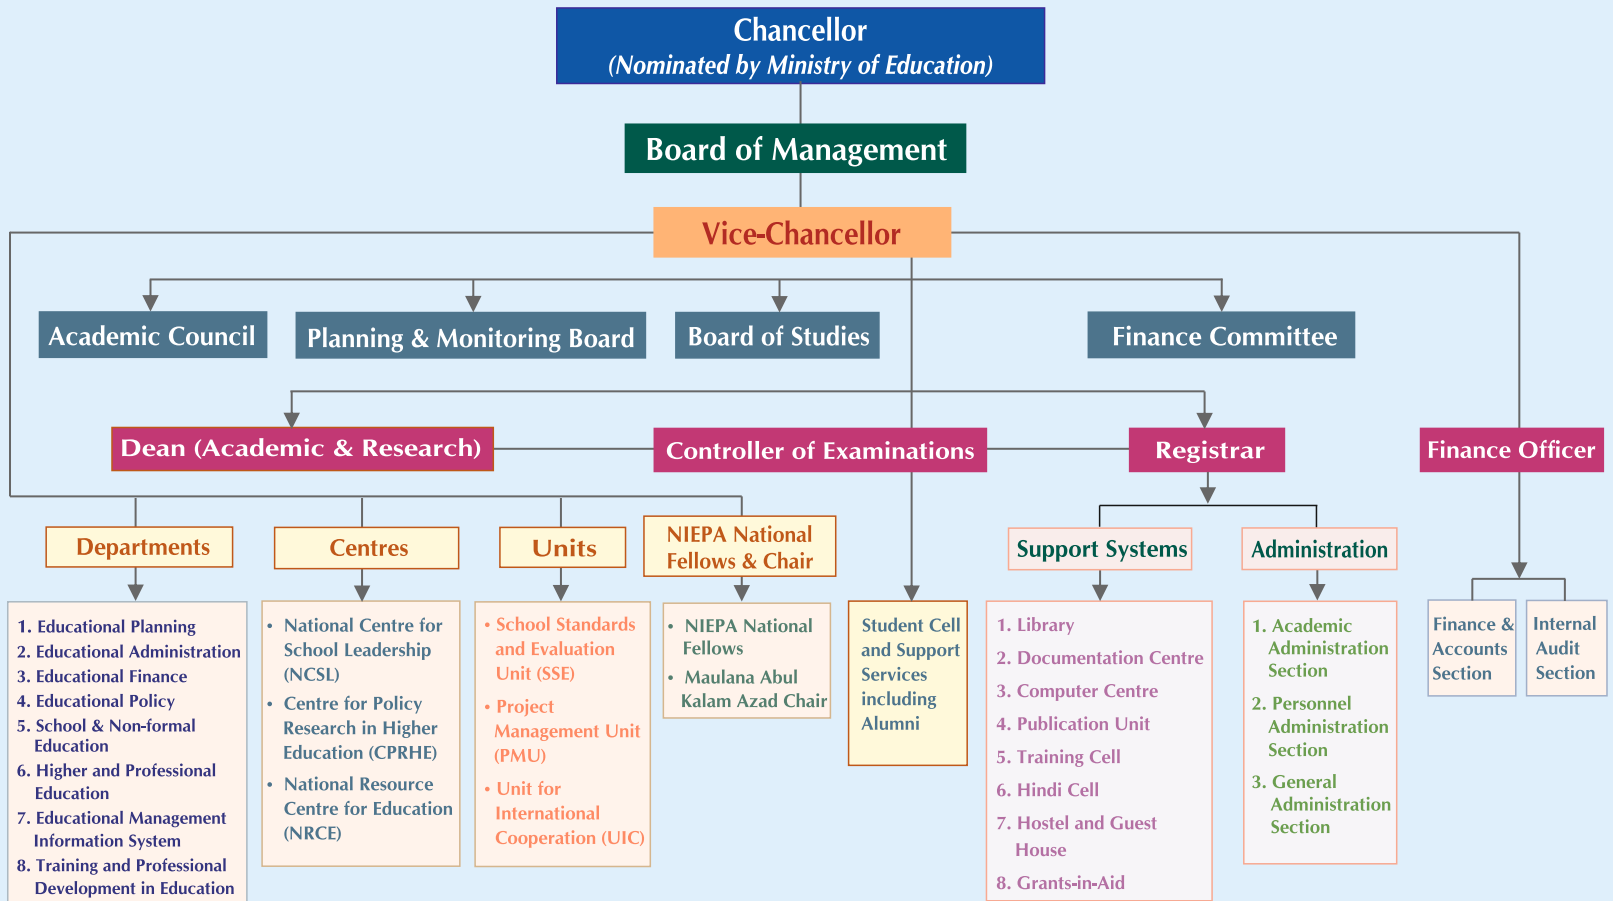 Chancellor
(Nominated by Ministry of Education)
Board of Management
Vice-Chancellor
Academic Council
Planning & Monitoring Board
Board of Studies
Finance Committee
Dean (Academic & Research)
Controller of Examinations
Registrar
Finance Officer
Departments
Centres
Units
NIEPA National
Fellows & Chair
Support Systems
Administration
1. Educational Planning
2. Educational Administration
3. Educational Finance
4. Educational Policy
5. School & Non-formal
Education
6. Higher and Professional
Education
7. Educational Management
Information System
8. Training and Professional
Development in Education
• National Centre for
School Leadership
(NCSL)
• Centre for Policy
Research in Higher
Education (CPRHE)
• National Resource
Centre for Education
(NRCE)
• School Standards
and Evaluation
Unit (SSE)
• Project
Management Unit
(PMU)
• Unit for
International
Cooperation (UIC)
• NIEPA National
Fellows
• Maulana Abul
Kalam Azad Chair
Student Cell
and Support
Services
including
Alumni
1. Library
2. Documentation Centre
3. Computer Centre
4. Publication Unit
5. Training Cell
6. Hindi Cell
7. Hostel and Guest
House
8. Grants-in-Aid
1. Academic
Administration
Section
2. Personnel
Administration
Section
3. General
Administration
Section
Finance &
Accounts
Section
Internal
Audit
Section